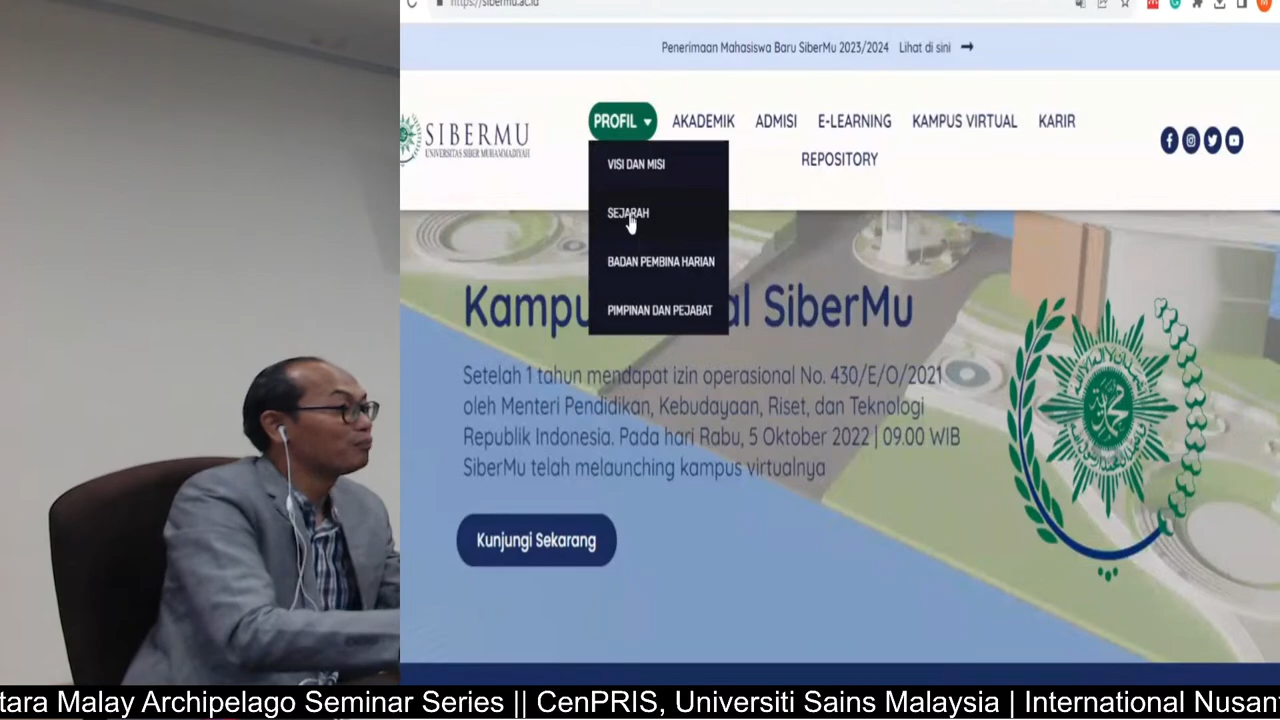 https://sibermu.ac.id
Penerimaan Mahasiswa Baru SiberMu 2023/2024 Lihat di sini →
SIBERMU
UNIVERSITAS SIBER MUHAMMADIYAH
PROFIL AKADEMIK ADMISI E-LEARNING KAMPUS VIRTUAL KARIR
REPOSITORY
VISI DAN MISI
SEJARAH
BADAN PEMBINA HARIAN
PIMPINAN DAN PEJABAT
Kampu al SiberMu
Setelah 1 tahun mendapat izin operasional No. 430/E/O/2021
oleh Menteri Pendidikan, Kebudayaan, Riset, dan Teknologi
Republik Indonesia. Pada hari Rabu, 5 Oktober 2022 | 09.00 WIB
SiberMu telah melaunching kampus virtualnya
Kunjungi Sekarang
tara Malay Archipelago Seminar Series || CenPRIS, Universiti Sains Malaysia | International Nusan